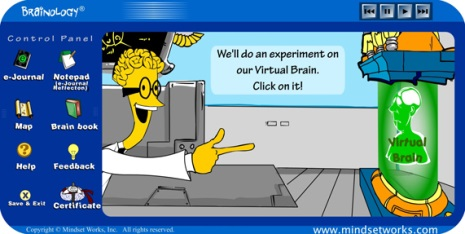 BRAINOLOGY®
Control Panel
e-Journal
Notepad
(e-Journal
Reflection)
Map
Brain book
Help
Feedback
Save & Exit
Certificate
We'll do an experiment on
our Virtual Brain.
Click on it!
Virtual
Brain
Copyright © Mindset Works, Inc. All rights reserved.
www.mindsetworks.com